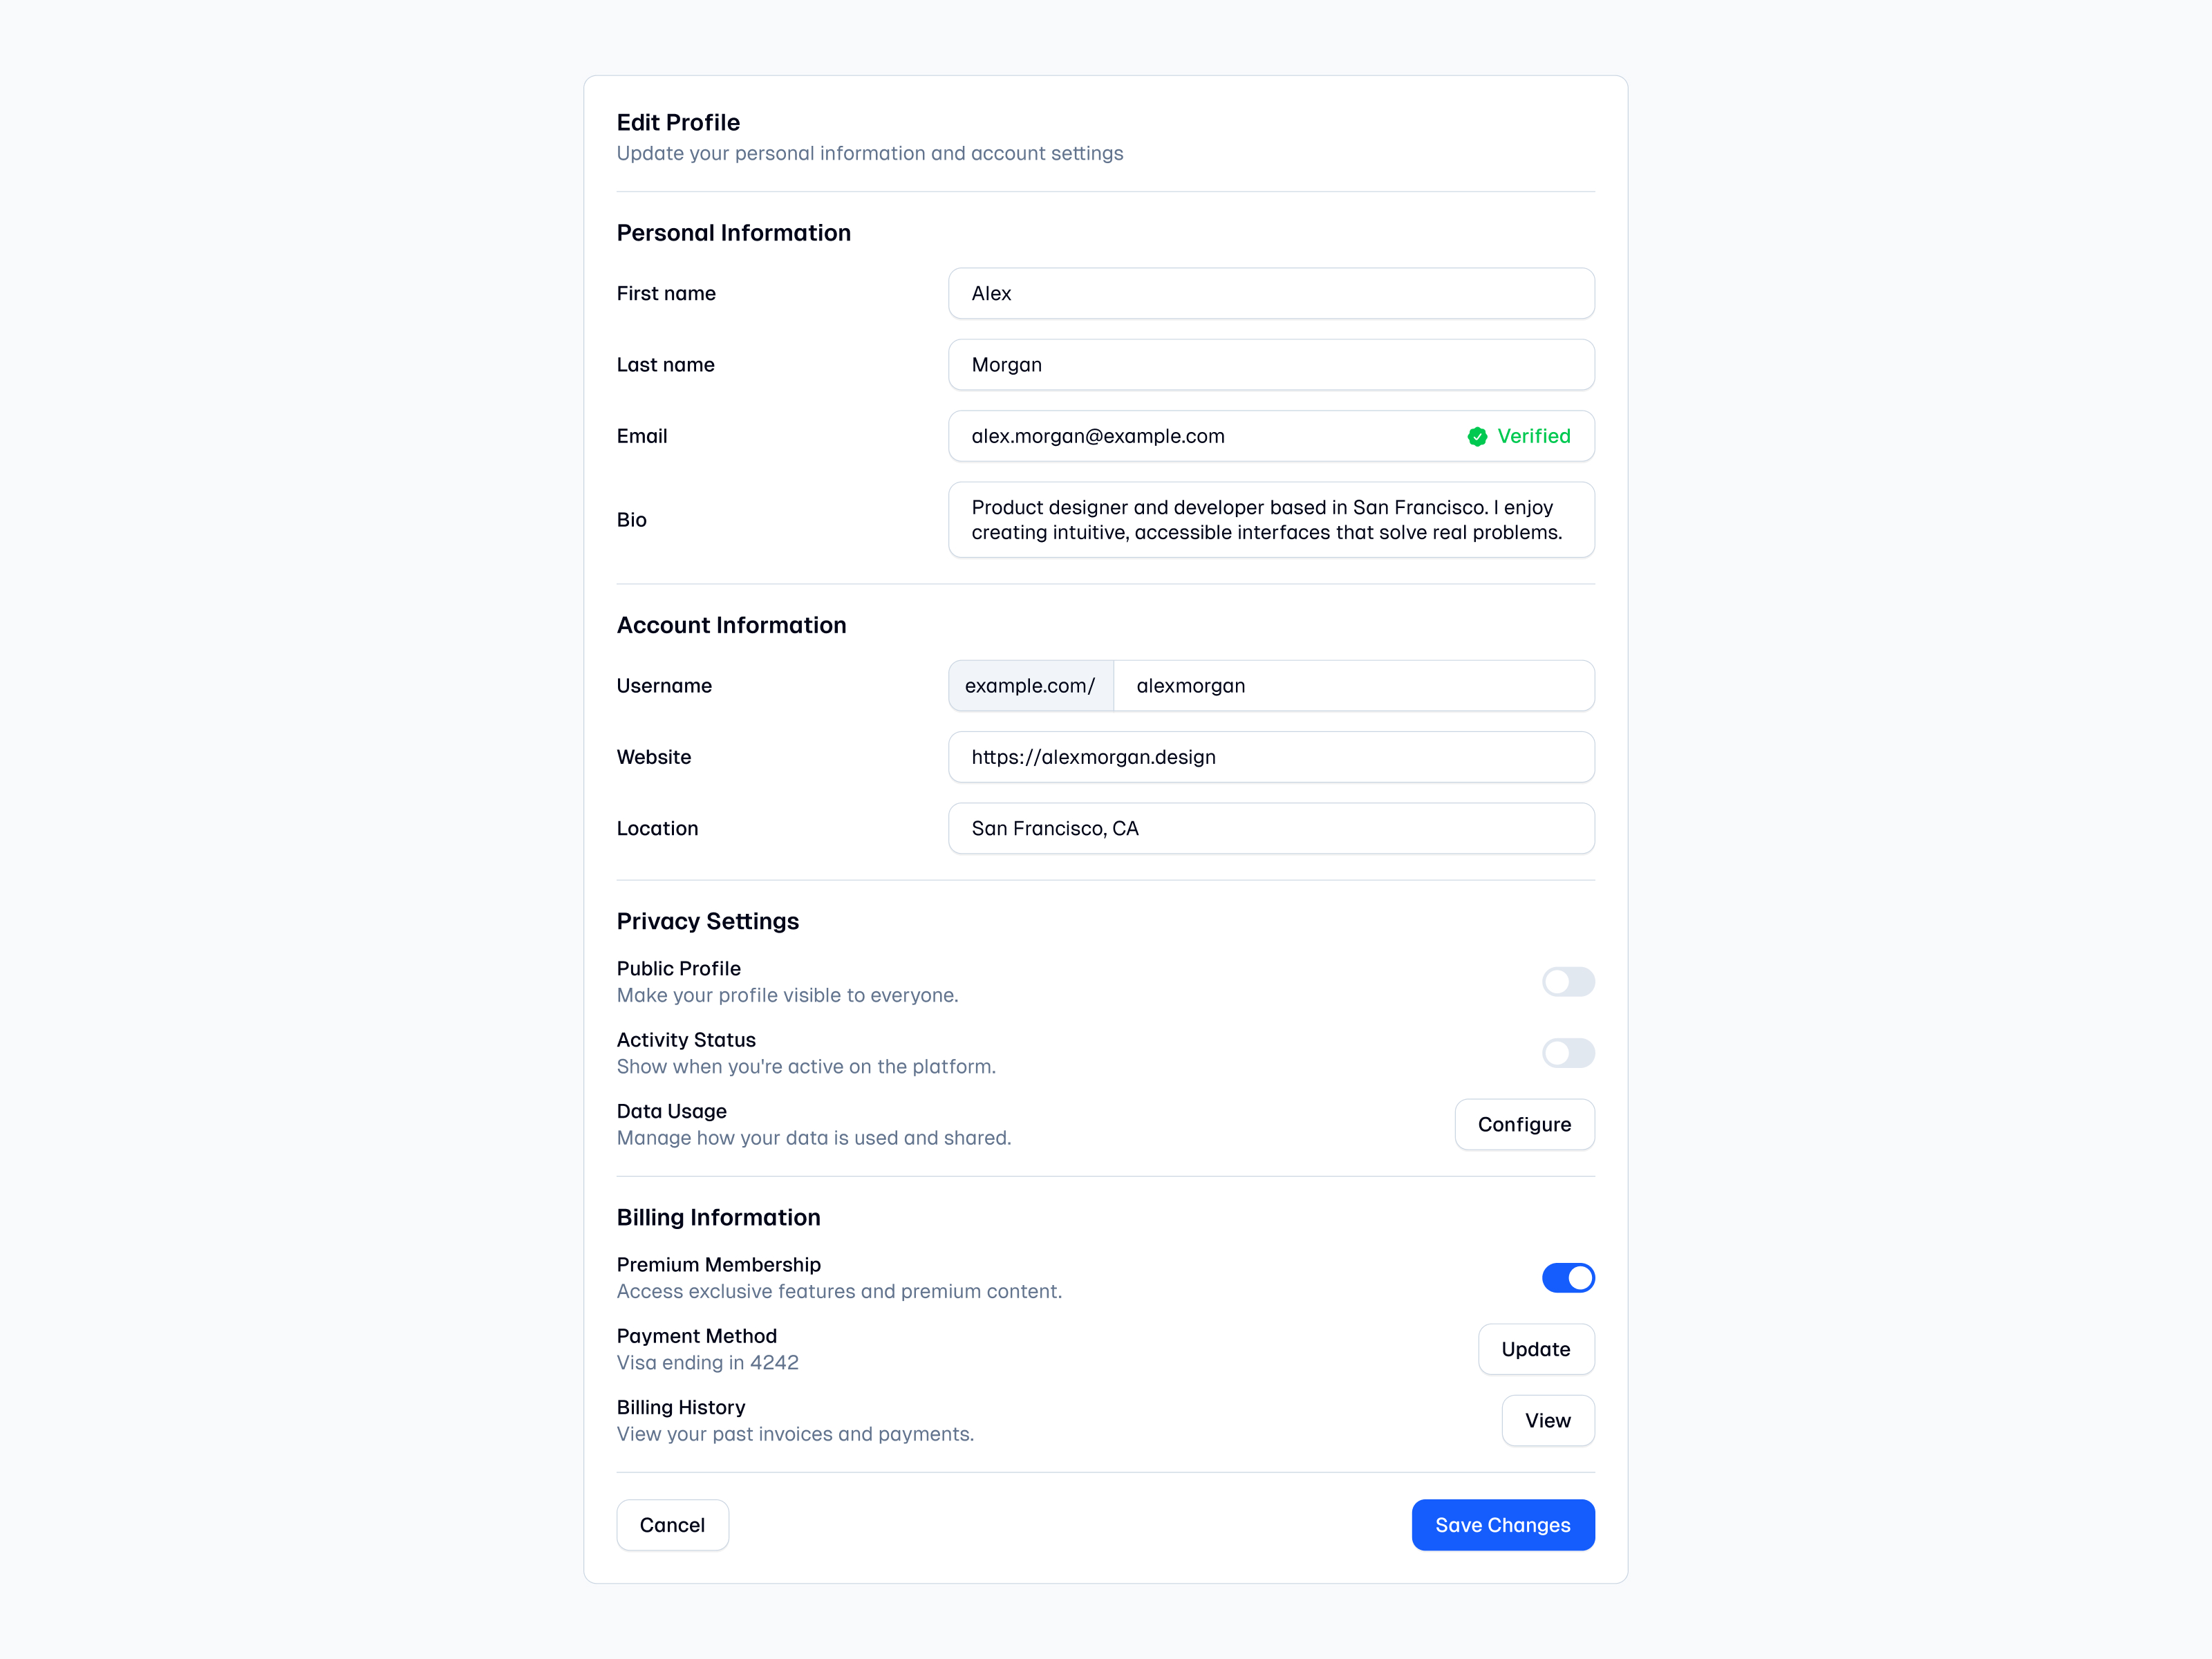 Edit Profile
Update your personal information and account settings
Personal Information
First name
Alex
Last name
Morgan
Email
alex.morgan@example.com
Verified
Bio
Product designer and developer based in San Francisco. I enjoy
creating intuitive, accessible interfaces that solve real problems.
Account Information
Username
example.com/
alexmorgan
Website
https://alexmorgan.design
Location
San Francisco, CA
Privacy Settings
Public Profile
Make your profile visible to everyone.
Activity Status
Show when you're active on the platform.
Data Usage
Manage how your data is used and shared.
Configure
Billing Information
Premium Membership
Access exclusive features and premium content.
Payment Method
Visa ending in 4242
Update
Billing History
View your past invoices and payments.
View
Cancel
Save Changes